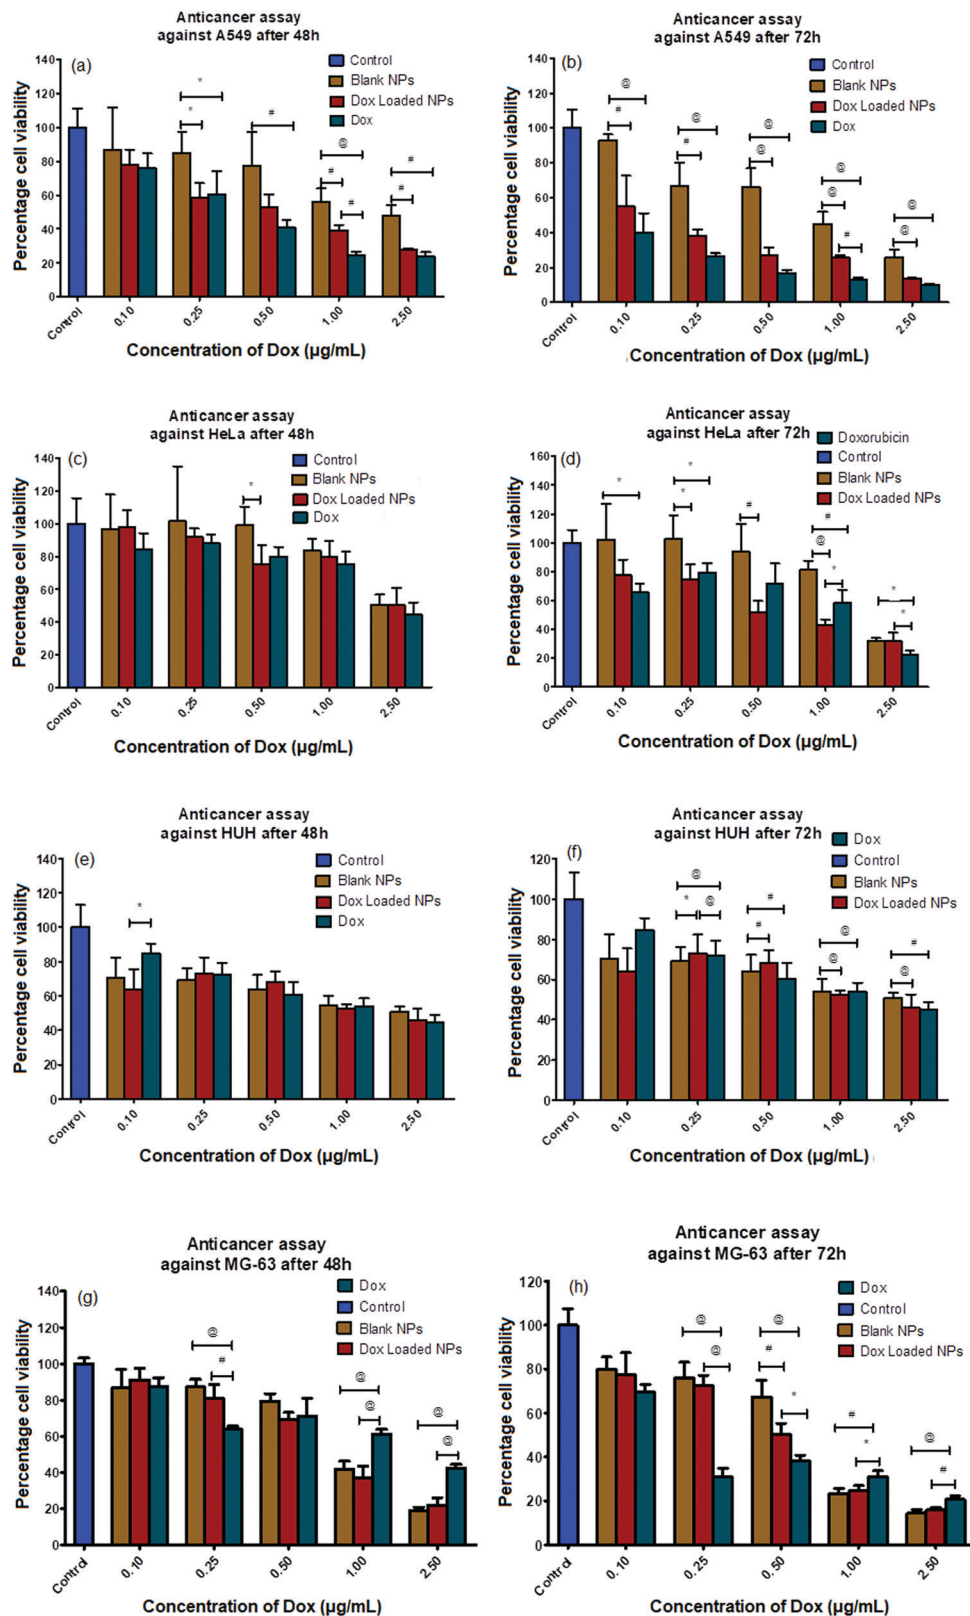 Anticancer assay
against A549 after 48h
(a)
Control
Blank NPs
Dox Loaded NPs
Dox
Percentage cell viability
140
120
100
80
60
40
20
0
* * # @ # # # #
Control 0.10 0.25 0.50 1.00 2.50
Concentration of Dox (µg/mL)
Anticancer assay
against A549 after 72h
(b)
Control
Blank NPs
Dox Loaded NPs
Dox
Percentage cell viability
140
120
100
80
60
40
20
0
@ # @ # @ @ @ @ # @ @
Control 0.10 0.25 0.50 1.00 2.50
Concentration of Dox (µg/mL)
Anticancer assay
against HeLa after 48h
(c)
Control
Blank NPs
Dox Loaded NPs
Dox
Percentage cell viability
140
120
100
80
60
40
20
0
*
Control 0.10 0.25 0.50 1.00 2.50
Concentration of Dox (µg/mL)
Anticancer assay
against HeLa after 72h
(d)
Doxorubicin
Control
Blank NPs
Dox Loaded NPs
Percentage cell viability
160
140
120
100
80
60
40
20
0
* * * # # @ * * *
Control 0.10 0.25 0.50 1.00 2.50
Concentration of Dox (µg/mL)
Anticancer assay
against HUH after 48h
(e)
Control
Blank NPs
Dox Loaded NPs
Dox
Percentage cell viability
140
120
100
80
60
40
20
0
*
Control 0.10 0.25 0.50 1.00 2.50
Concentration of Dox (µg/mL)
Anticancer assay
against HUH after 72h
(f)
Dox
Control
Blank NPs
Dox Loaded NPs
Percentage cell viability
120
100
80
60
40
20
0
@ * @ # # @ @ # @
Control 0.10 0.25 0.50 1.00 2.50
Concentration of Dox (µg/mL)
Anticancer assay
against MG-63 after 48h
(g)
Dox
Control
Blank NPs
Dox Loaded NPs
Percentage cell viability
140
120
100
80
60
40
20
0
@ # @ @ @ @
Control 0.10 0.25 0.50 1.00 2.50
Concentration of Dox (µg/mL)
Anticancer assay
against MG-63 after 72h
(h)
Dox
Control
Blank NPs
Dox Loaded NPs
Percentage cell viability
120
100
80
60
40
20
0
@ @ @ # * # * @ #
Control 0.10 0.25 0.50 1.00 2.50
Concentration of Dox (µg/mL)